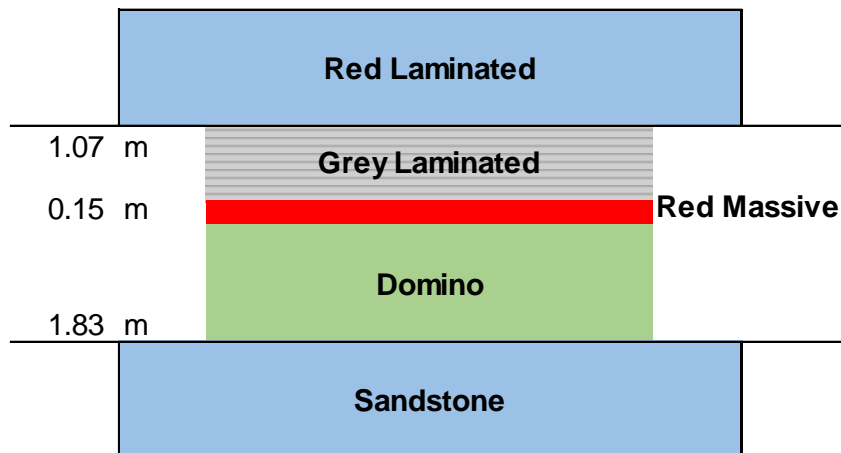 Red Laminated
1.07 m
Grey Laminated
0.15 m
Red Massive
Domino
1.83 m
Sandstone